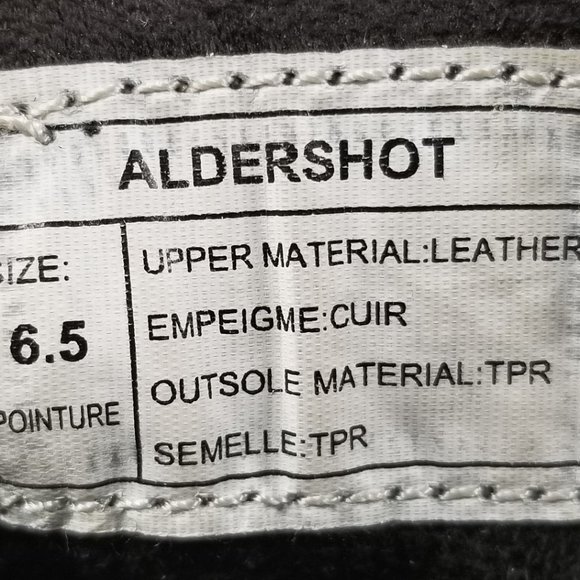 ALDERSHOT
SIZE:
6.5
POINTURE
UPPER MATERIAL:LEATHER
EMPEIGME:CUIR
OUTSOLE MATERIAL:TPR
SEMELLE:TPR